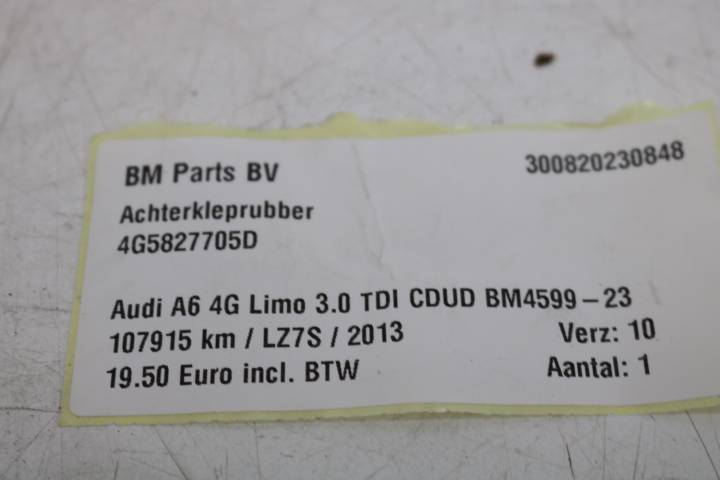 BM Parts BV 300820230848
Achterkleprubber
4G5827705D
Audi A6 4G Limo 3.0 TDI CDUD BM4599-23
107915 km / LZ7S / 2013 Verz: 10
19.50 Euro incl. BTW Aantal: 1